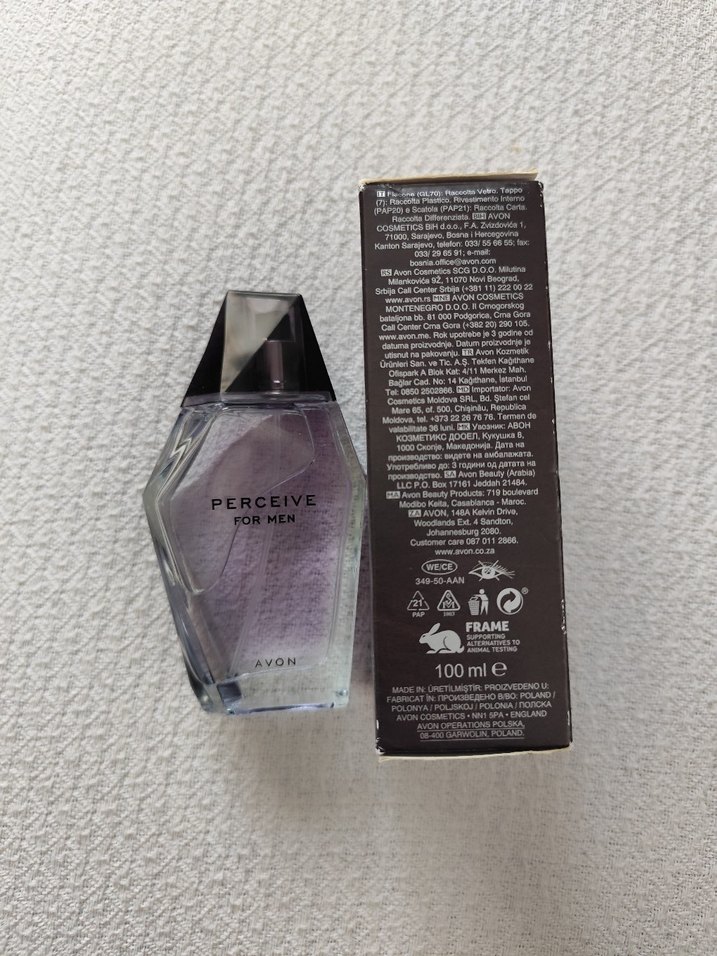 PERCEIVE
FOR MEN
AVON
IT Flacone (GL70): Raccolta Vetro. Tappo
(7): Raccolta Plastico. Rivestimento Interno
(PAP20) e Scatola (PAP21): Raccolta Carta.
Raccolta Differenziata. BIH AVON
COSMETICS BIH d.o.o., F.A. Zvizdovića 1,
71000, Sarajevo, Bosna i Hercegovina
Kanton Sarajevo, telefon: 033/ 55 66 55; fax:
033/ 29 65 91; e-mail:
bosnia.office@avon.com
RS Avon Cosmetics SCG D.O.O. Milutina
Milankovića 9Ž, 11070 Novi Beograd,
Srbija Call Center Srbija (+381 11) 222 00 22
www.avon.rs MNE AVON COSMETICS
MONTENEGRO D.O.O. II Crnogorskog
bataljona bb. 81 000 Podgorica, Crna Gora
Call Center Crna Gora (+382 20) 290 105.
www.avon.me. Rok upotrebe je 3 godine od
datuma proizvodnje. Datum proizvodnje je
utisnut na pakovanju. TR Avon Kozmetik
Ürünleri San. ve Tic. A.Ş. Tekfen Kağıthane
Ofispark A Blok Kat: 4/11 Merkez Mah.
Bağlar Cad. No: 14 Kağıthane, İstanbul
Tel: 0850 2502866. MD Importator: Avon
Cosmetics Moldova SRL, Bd. Ştefan cel
Mare 65, of. 500, Chişinău, Republica
Moldova, tel. +373 22 26 76 76. Termen de
valabilitate 36 luni. MK Увозник: АВОН
КОЗМЕТИКС ДООЕЛ, Кукушка 8,
1000 Скопје, Македонија. Дата на
производство: видете на амбалажата.
Употребливо до: 3 години од датата на
производство. SA Avon Beauty (Arabia)
LLC P.O. Box 17161 Jeddah 21484.
MA Avon Beauty Products: 719 boulevard
Modibo Keita, Casablanca - Maroc.
ZA AVON, 148A Kelvin Drive,
Woodlands Ext. 4 Sandton,
Johannesburg 2080.
Customer care 087 011 2866.
www.avon.co.za
WE/CE
349-50-AAN
21
PAP
FRAME
SUPPORTING
ALTERNATIVES TO
ANIMAL TESTING
100 ml e
MADE IN: ÜRETİLMİŞTİR: PROIZVEDENO U:
FABRICAT ÎN: ПРОИЗВЕДЕНО В/ВО: POLAND /
POLONYA / POLJSKOJ / POLONIA / ПОЛСКА
AVON COSMETICS • NN1 5PA • ENGLAND
AVON OPERATIONS POLSKA,
08-400 GARWOLIN, POLAND.